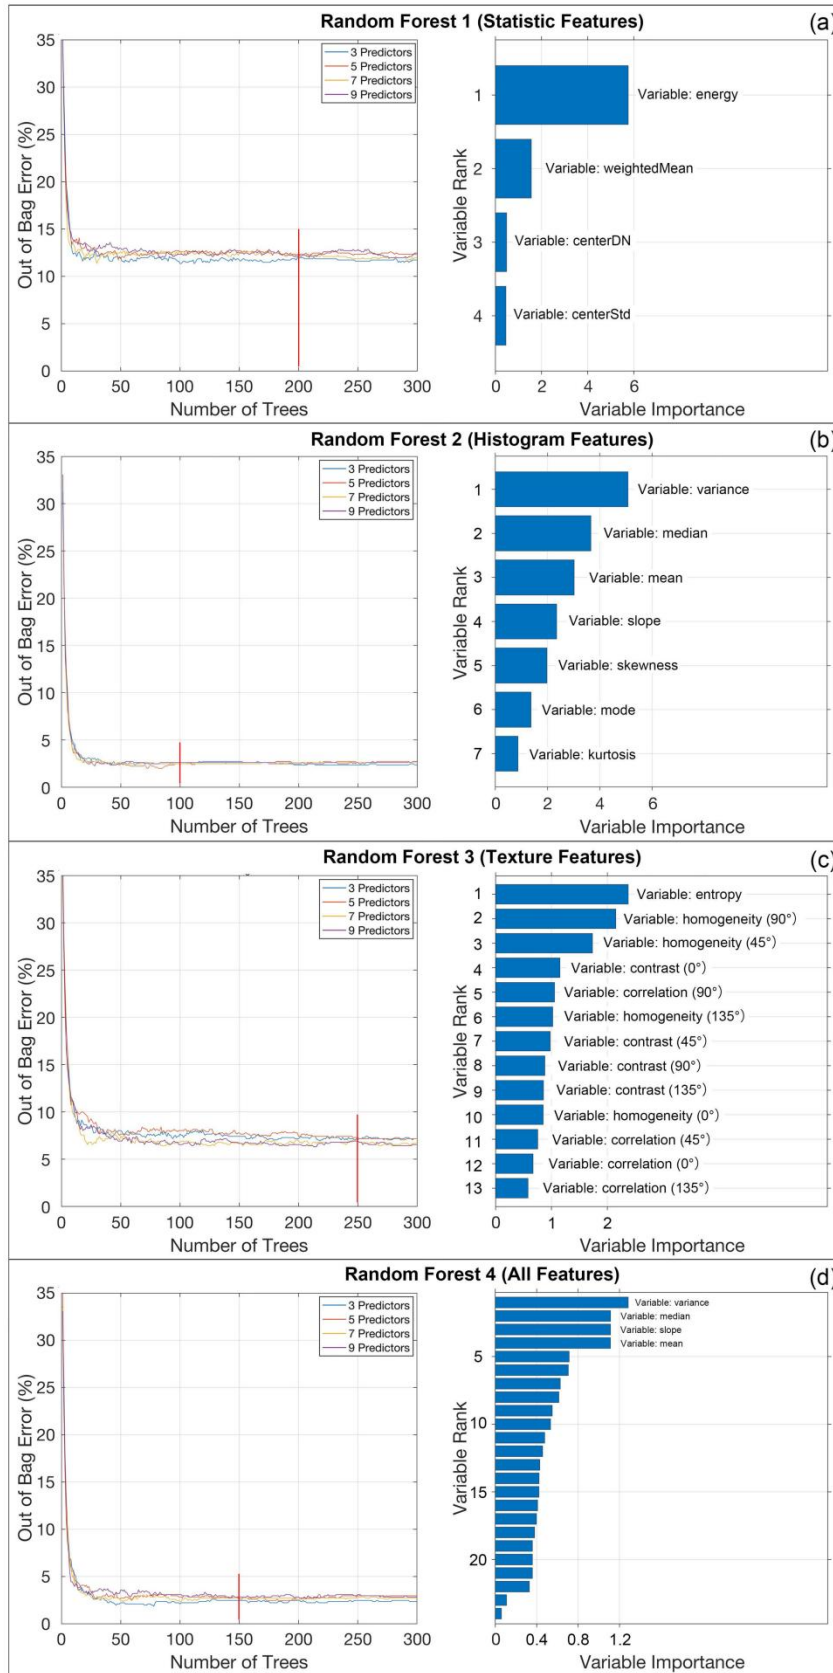 Random Forest 1 (Statistic Features)
(a)
35
30
25
20
15
10
5
0
Out of Bag Error (%)
3 Predictors
5 Predictors
7 Predictors
9 Predictors
0 50 100 150 200 250 300
Number of Trees
Variable Rank
1 Variable: energy
2 Variable: weightedMean
3 Variable: centerDN
4 Variable: centerStd
0 2 4 6
Variable Importance
Random Forest 2 (Histogram Features)
(b)
35
30
25
20
15
10
5
0
Out of Bag Error (%)
3 Predictors
5 Predictors
7 Predictors
9 Predictors
0 50 100 150 200 250 300
Number of Trees
Variable Rank
1 Variable: variance
2 Variable: median
3 Variable: mean
4 Variable: slope
5 Variable: skewness
6 Variable: mode
7 Variable: kurtosis
0 2 4 6
Variable Importance
Random Forest 3 (Texture Features)
(c)
35
30
25
20
15
10
5
0
Out of Bag Error (%)
3 Predictors
5 Predictors
7 Predictors
9 Predictors
0 50 100 150 200 250 300
Number of Trees
Variable Rank
1 Variable: entropy
2 Variable: homogeneity (90°)
3 Variable: homogeneity (45°)
4 Variable: contrast (0°)
5 Variable: correlation (90°)
6 Variable: homogeneity (135°)
7 Variable: contrast (45°)
8 Variable: contrast (90°)
9 Variable: contrast (135°)
10 Variable: homogeneity (0°)
11 Variable: correlation (45°)
12 Variable: correlation (0°)
13 Variable: correlation (135°)
0 1 2
Variable Importance
Random Forest 4 (All Features)
(d)
35
30
25
20
15
10
5
0
Out of Bag Error (%)
3 Predictors
5 Predictors
7 Predictors
9 Predictors
0 50 100 150 200 250 300
Number of Trees
Variable Rank
Variable: variance
Variable: median
Variable: slope
Variable: mean
5
10
15
20
0 0.4 0.8 1.2
Variable Importance